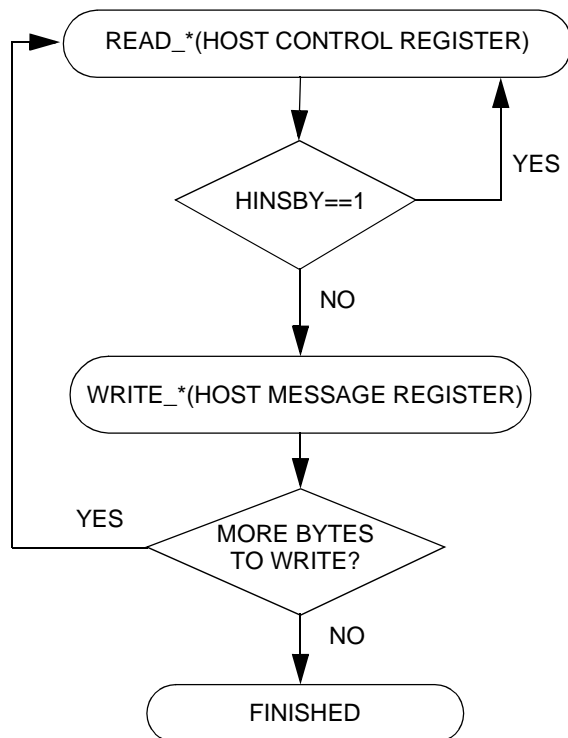 READ_*(HOST CONTROL REGISTER)
YES
HINSBY==1
NO
WRITE_*(HOST MESSAGE REGISTER)
YES
MORE BYTES
TO WRITE?
NO
FINISHED